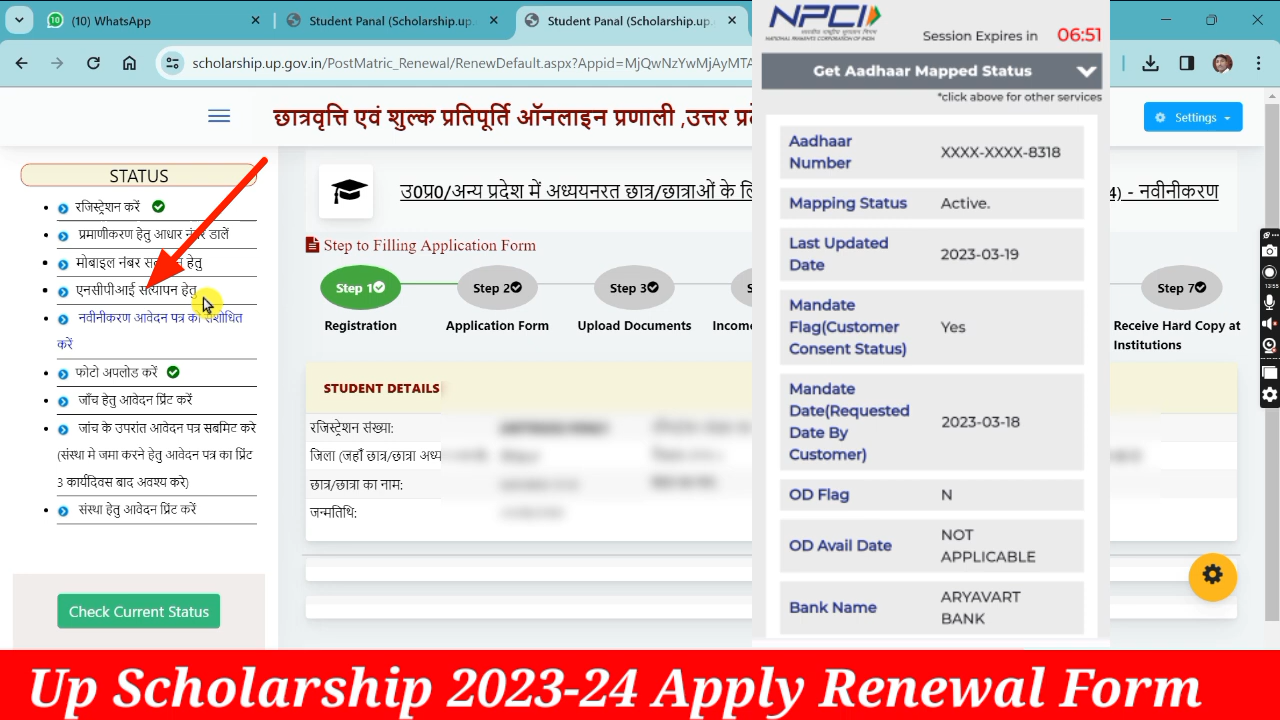 (10) WhatsApp
Student Panal (Scholarship.up.
Student Panal (Scholarship.up.gov
scholarship.up.gov.in/PostMatric_Renewal/RenewDefault.aspx?Appid=MjQwNzYwMjAyMTA
छात्रवृत्ति एवं शुल्क प्रतिपूर्ति ऑनलाइन प्रणाली ,उत्तर
Settings
STATUS
रजिस्ट्रेशन करें
प्रमाणीकरण हेतु आधार नंबर डालें
मोबाइल नंबर हेतु
एनसीपीआई सत्यापन हेतु
नवीनीकरण आवेदन पत्र को संशोधित
करें
फोटो अपलोड करें
जाँच हेतु आवेदन प्रिंट करें
जांच के उपरांत आवेदन पत्र सबमिट करे
(संस्था मे जमा करने हेतु आवेदन पत्र का प्रिंट
3 कार्यदिवस बाद अवश्य करे)
संस्था हेतु आवेदन प्रिंट करें
Check Current Status
उ0प्र0/अन्य प्रदेश में अध्ययनरत छात्र/छात्राओं के
4) - नवीनीकरण
Step to Filling Application Form
Step 1
Step 2
Step 3
Step 7
Registration
Application Form
Upload Documents
Receive Hard Copy at
Institutions
STUDENT DETAILS
रजिस्ट्रेशन संख्या:
जिला (जहाँ छात्र/छात्रा
छात्र/छात्रा का नाम:
जन्मतिथि:
NPCI
भारतीय राष्ट्रीय भुगतान निगम
NATIONAL PAYMENTS CORPORATION OF INDIA
Session Expires in 06:51
Get Aadhaar Mapped Status
*click above for other services
Aadhaar
Number
XXXX-XXXX-8318
Mapping Status Active.
Last Updated
Date
2023-03-19
Mandate
Flag(Customer
Consent Status)
Yes
Mandate
Date(Requested
Date By
Customer)
2023-03-18
OD Flag N
OD Avail Date
NOT
APPLICABLE
Bank Name
ARYAVART
BANK
Up Scholarship 2023-24 Apply Renewal Form